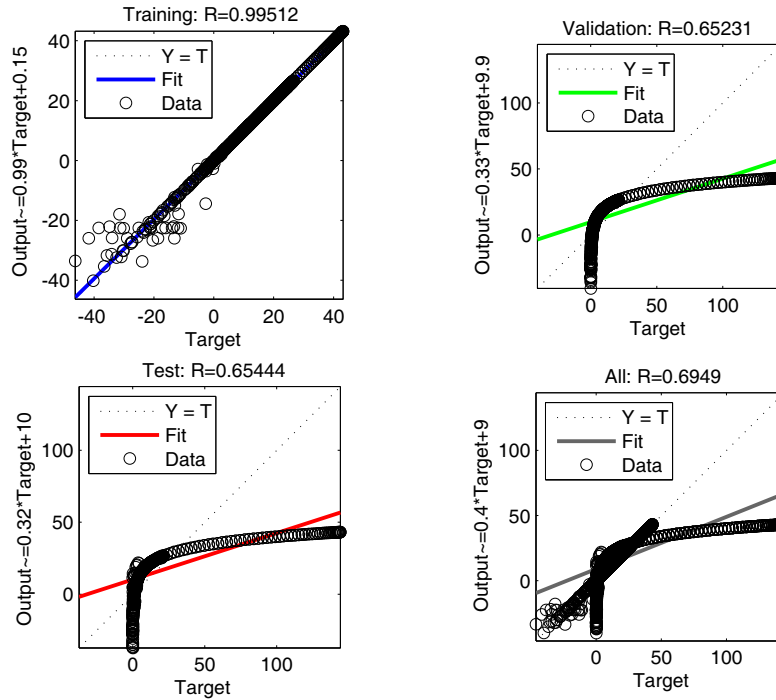 Training: R=0.99512
Output~=0.99*Target+0.15
Y = T
Fit
Data
40
20
0
-20
-40
-40 -20 0 20 40
Target
Validation: R=0.65231
Output~=0.33*Target+9.9
Y = T
Fit
Data
100
50
0
0 50 100
Target
Test: R=0.65444
Output~=0.32*Target+10
Y = T
Fit
Data
100
50
0
0 50 100
Target
All: R=0.6949
Output~=0.4*Target+9
Y = T
Fit
Data
100
50
0
0 50 100
Target